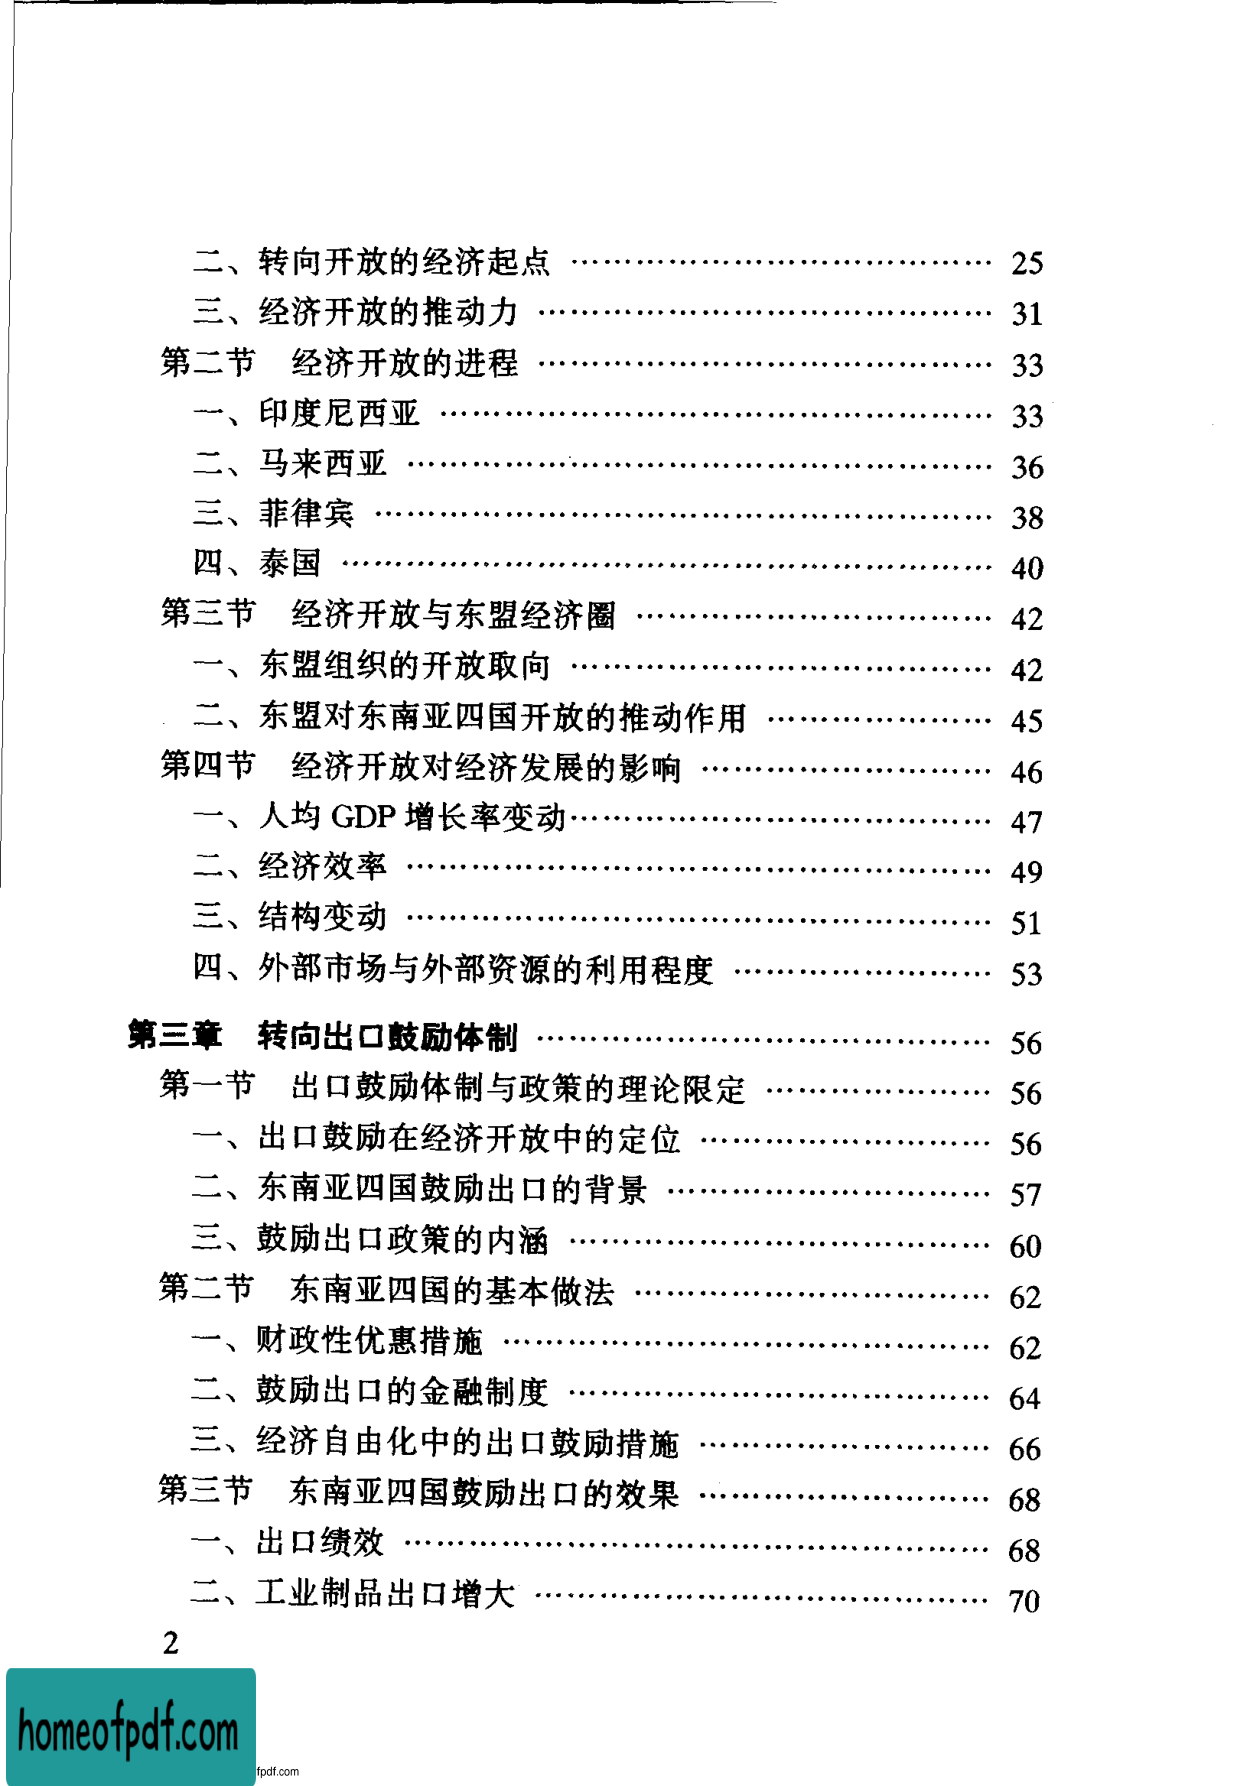 二、转向开放的经济起点 …………………………………… 25
三、经济开放的推动力 ……………………………………… 31
第二节　经济开放的进程 ……………………………………… 33
一、印度尼西亚 ……………………………………………… 33
二、马来西亚 ………………………………………………… 36
三、菲律宾 …………………………………………………… 38
四、泰国 ……………………………………………………… 40
第三节　经济开放与东盟经济圈 ……………………………… 42
一、东盟组织的开放取向 …………………………………… 42
二、东盟对东南亚四国开放的推动作用 …………………… 45
第四节　经济开放对经济发展的影响 ………………………… 46
一、人均 GDP 增长率变动…………………………………… 47
二、经济效率 ………………………………………………… 49
三、结构变动 ………………………………………………… 51
四、外部市场与外部资源的利用程度 ……………………… 53
第三章　转向出口鼓励体制 ……………………………………… 56
第一节　出口鼓励体制与政策的理论限定 …………………… 56
一、出口鼓励在经济开放中的定位 ………………………… 56
二、东南亚四国鼓励出口的背景 …………………………… 57
三、鼓励出口政策的内涵 …………………………………… 60
第二节　东南亚四国的基本做法 ……………………………… 62
一、财政性优惠措施 ………………………………………… 62
二、鼓励出口的金融制度 …………………………………… 64
三、经济自由化中的出口鼓励措施 ………………………… 66
第三节　东南亚四国鼓励出口的效果 ………………………… 68
一、出口绩效 ………………………………………………… 68
二、工业制品出口增大 ……………………………………… 70
2
homeofpdf.com
fpdf.com